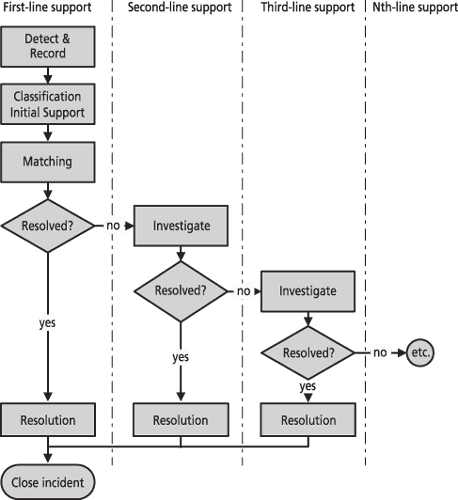 First-line support
Second-line support
Third-line support
Nth-line support
Detect &
Record
Classification
Initial Support
Matching
Resolved?
no
Investigate
Resolved?
no
Investigate
yes
yes
Resolved?
no
etc.
yes
Resolution
Resolution
Resolution
Close incident